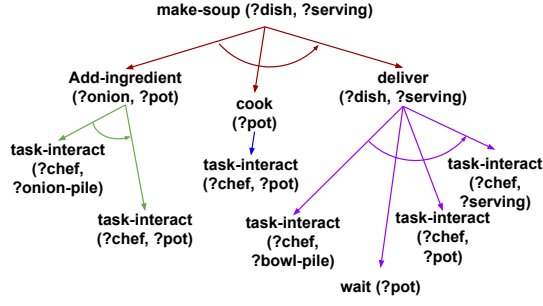 make-soup (?dish, ?serving)
Add-ingredient
(?onion, ?pot)
cook
(?pot)
deliver
(?dish, ?serving)
task-interact
(?chef,
?onion-pile)
task-interact
(?chef, ?pot)
task-interact
(?chef, ?pot)
task-interact
(?chef,
?bowl-pile)
wait (?pot)
task-interact
(?chef,
?pot)
task-interact
(?chef,
?serving)